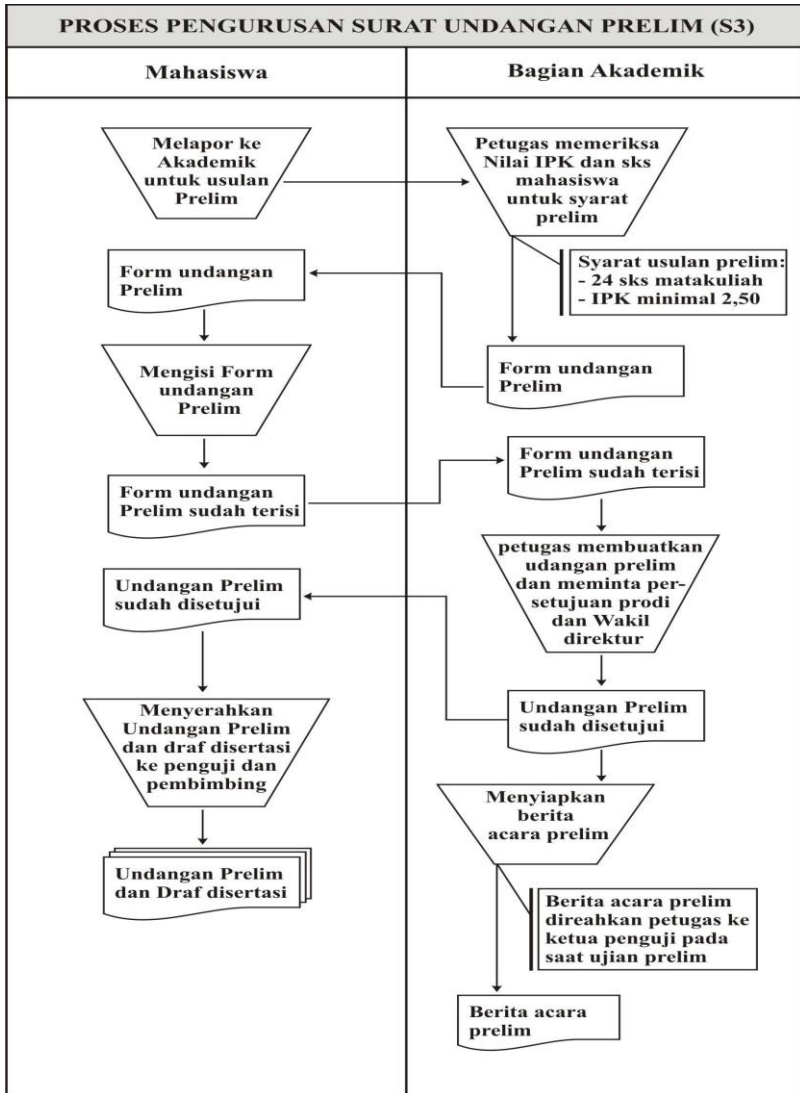 PROSES PENGURUSAN SURAT UNDANGAN PRELIM (S3)
Mahasiswa
Bagian Akademik
Melapor ke
Akademik
untuk usulan
Prelim
Petugas memeriksa
Nilai IPK dan sks
mahasiswa
untuk syarat
prelim
Syarat usulan prelim:
- 24 sks matakuliah
- IPK minimal 2,50
Form undangan
Prelim
Form undangan
Prelim
Mengisi Form
undangan
Prelim
Form undangan
Prelim sudah terisi
Form undangan
Prelim sudah terisi
petugas membuatkan
udangan prelim
dan meminta per-
setujuan prodi
dan Wakil
direktur
Undangan Prelim
sudah disetujui
Undangan Prelim
sudah disetujui
Menyerahkan
Undangan Prelim
dan draf disertasi
ke penguji dan
pembimbing
Undangan Prelim
dan Draf disertasi
Menyiapkan
berita
acara prelim
Berita acara prelim
direahkan petugas ke
ketua penguji pada
saat ujian prelim
Berita acara
prelim